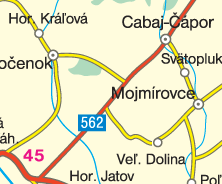 Hor. Kráľová
Cabaj-Čapor
očenok
Svätopluk
Mojmírovce
562
á
áh
45
Veľ. Dolina
Hor. Jatov
Poľ